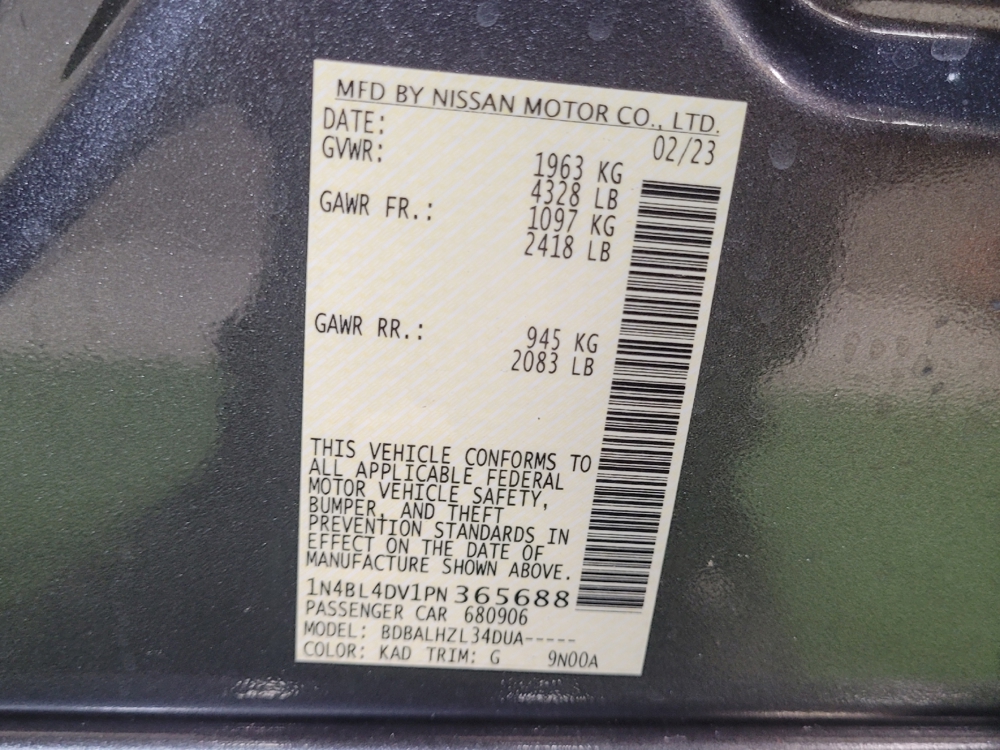 MFD BY NISSAN MOTOR CO., LTD.
DATE: 02/23
GVWR: 1963 KG
4328 LB
GAWR FR.: 1097 KG
2418 LB
GAWR RR.: 945 KG
2083 LB
THIS VEHICLE CONFORMS TO
ALL APPLICABLE FEDERAL
MOTOR VEHICLE SAFETY,
BUMPER, AND THEFT
PREVENTION STANDARDS IN
EFFECT ON THE DATE OF
MANUFACTURE SHOWN ABOVE.
1N4BL4DV1PN365688
PASSENGER CAR 680906
MODEL: BDBALHZL34DUA-----
COLOR: KAD TRIM: G 9N00A